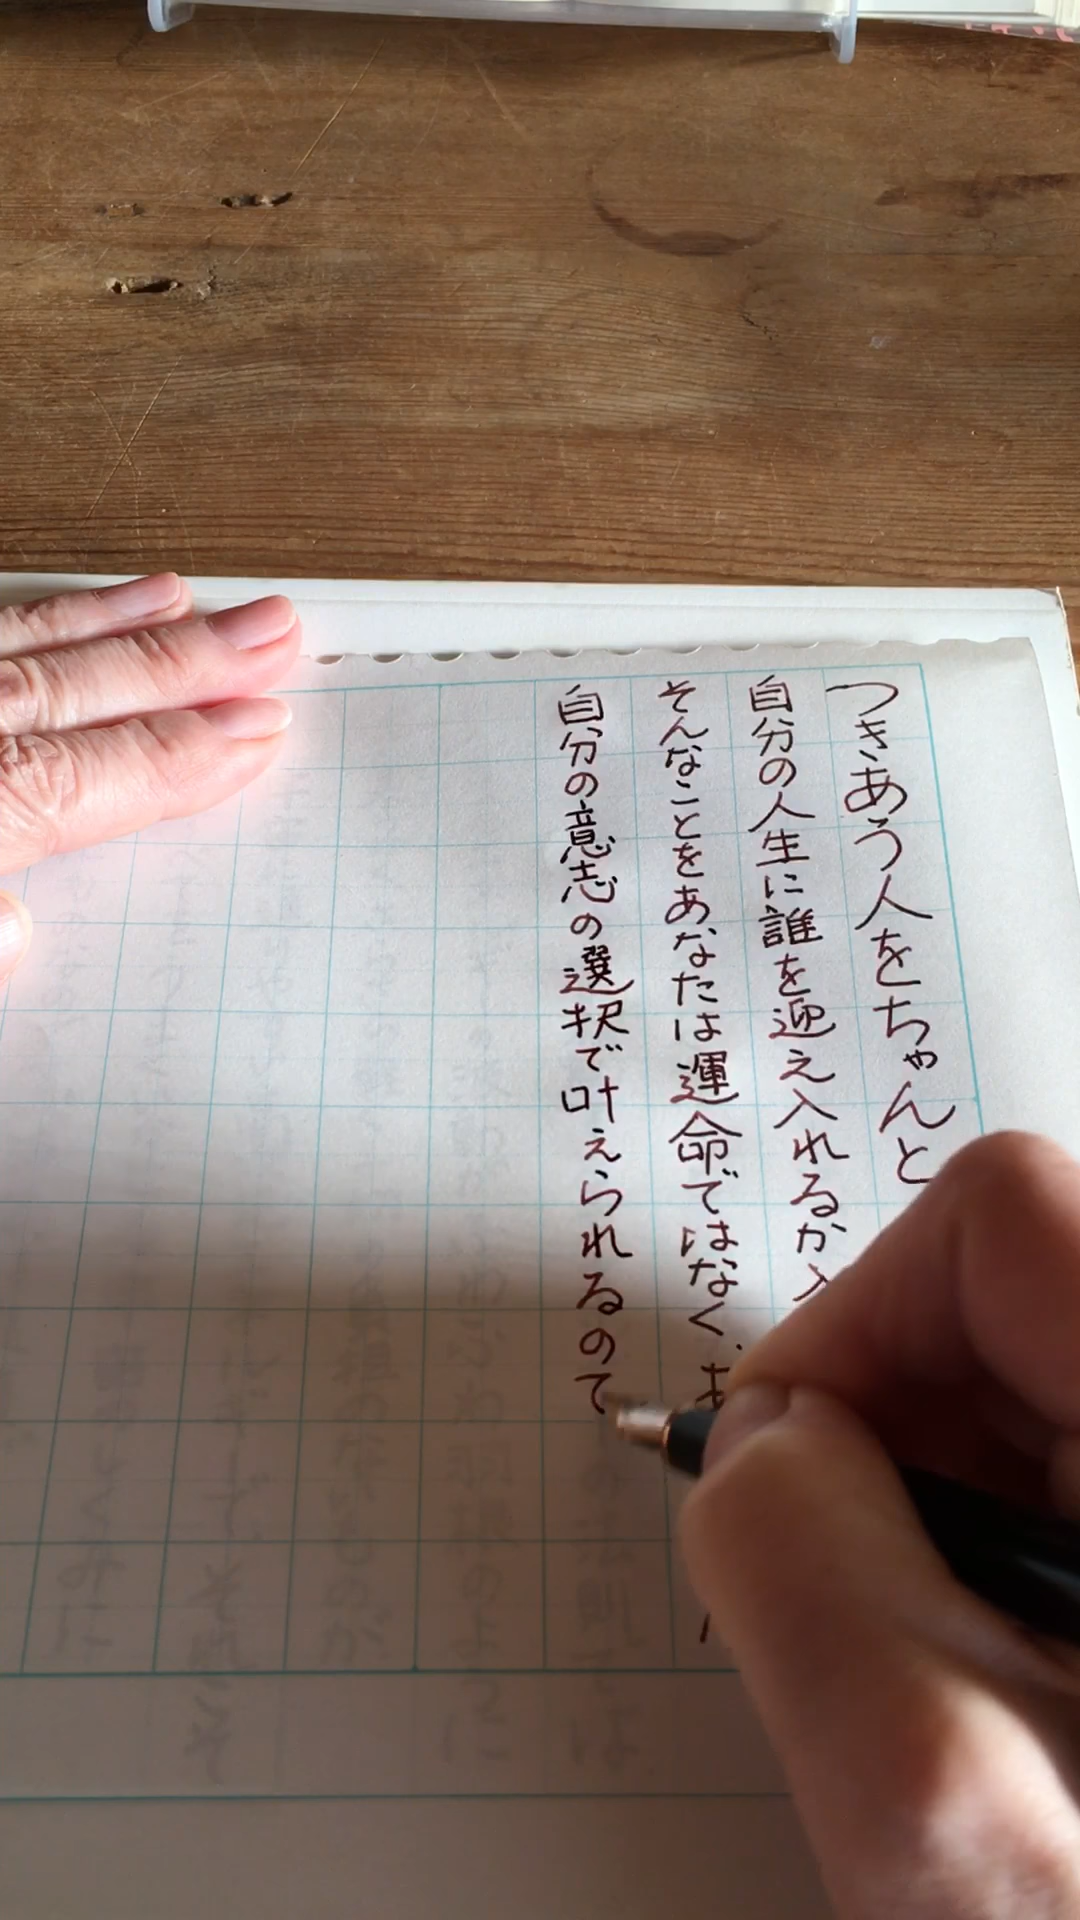 つきあう人をちゃんと
自分の人生に誰を迎え入れるか
そんなことをあなたは運命ではなく、
自分の意志の選択で叶えられるので